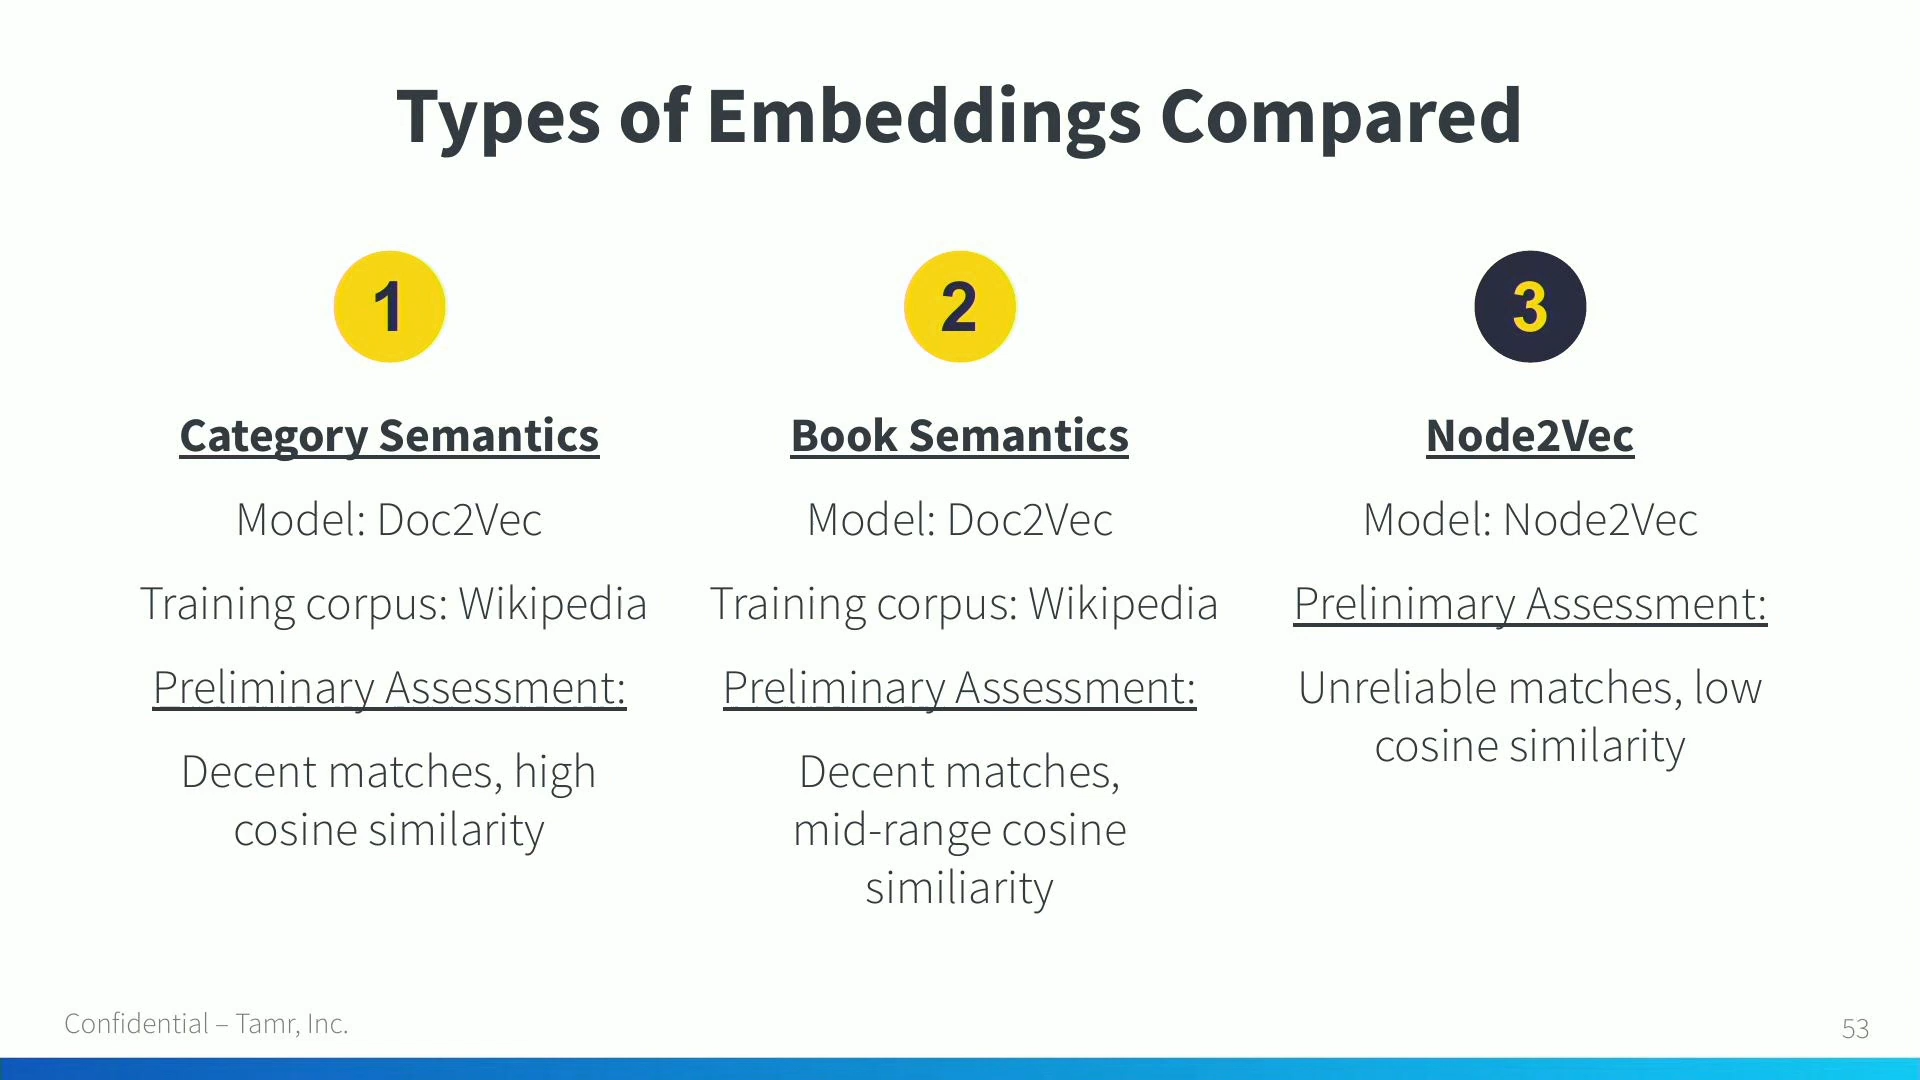 Types of Embeddings Compared
1
Category Semantics
Model: Doc2Vec
Training corpus: Wikipedia
Preliminary Assessment:
Decent matches, high
cosine similarity
2
Book Semantics
Model: Doc2Vec
Training corpus: Wikipedia
Preliminary Assessment:
Decent matches,
mid-range cosine
similiarity
3
Node2Vec
Model: Node2Vec
Prelinimary Assessment:
Unreliable matches, low
cosine similarity
Confidential – Tamr, Inc.
53